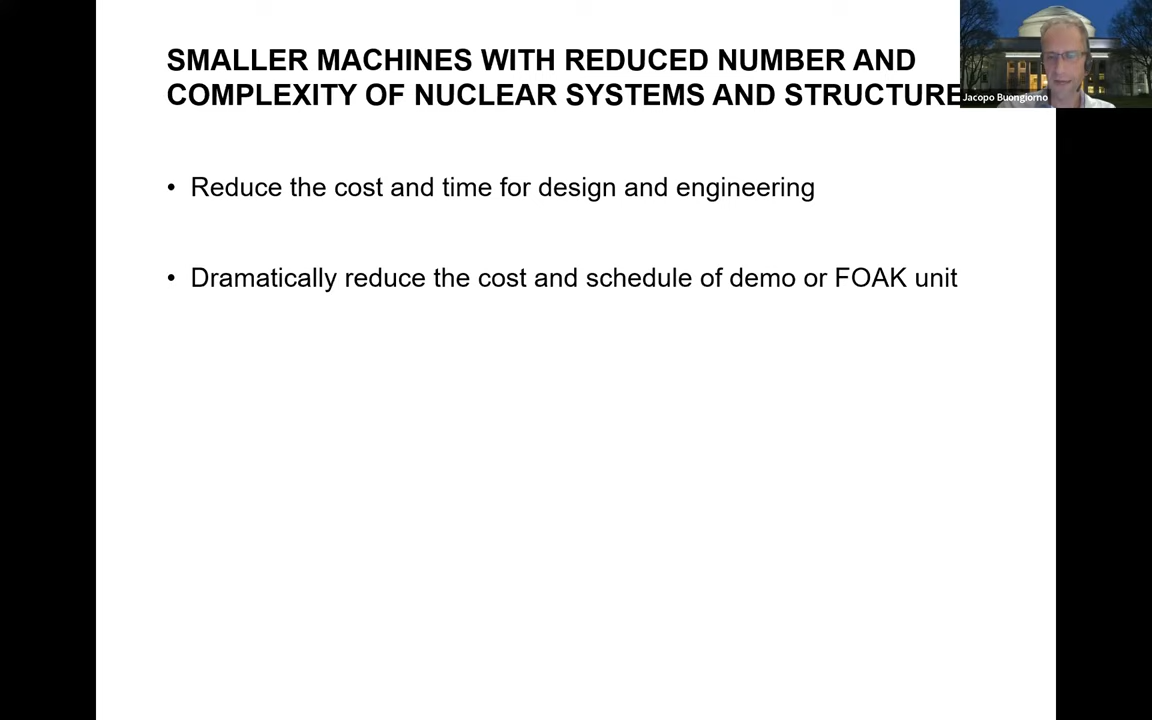 SMALLER MACHINES WITH REDUCED NUMBER AND
COMPLEXITY OF NUCLEAR SYSTEMS AND STRUCTURE
Jacopo Buongiorno
• Reduce the cost and time for design and engineering
• Dramatically reduce the cost and schedule of demo or FOAK unit